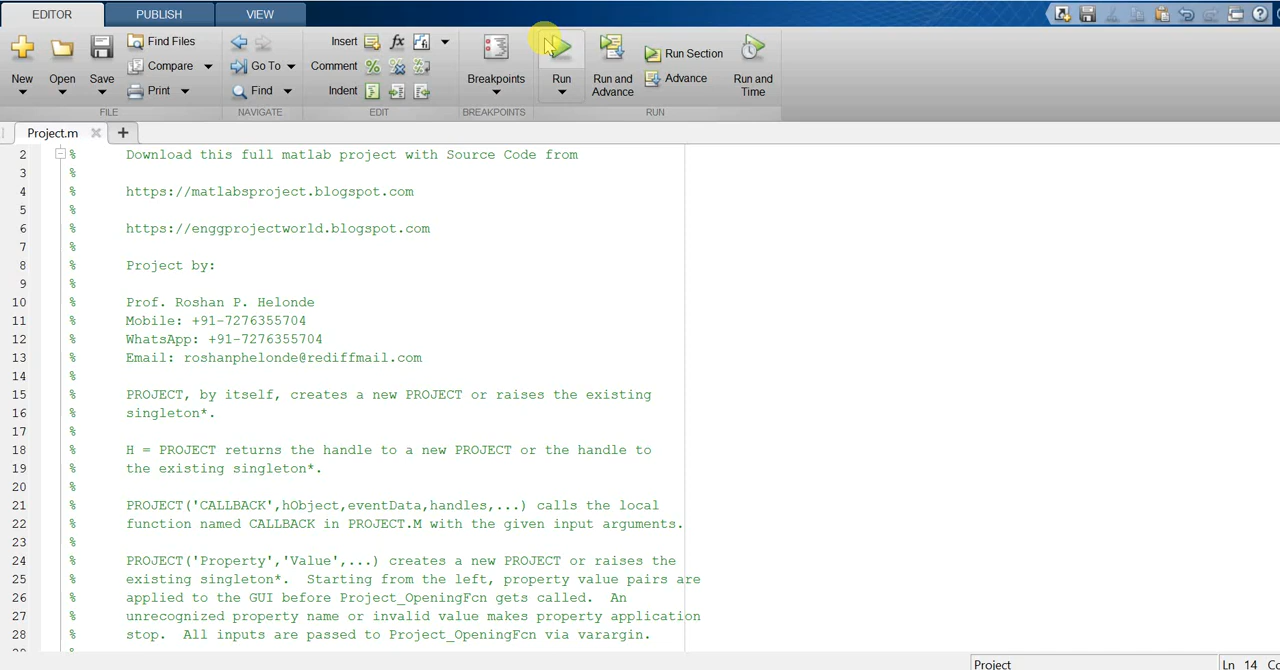 EDITOR PUBLISH VIEW
New Open Save Find Files Compare Print
FILE
Go To Find
NAVIGATE
Insert fx
Comment
Indent
EDIT
Breakpoints
BREAKPOINTS
Run Run and Advance Run Section Advance Run and Time
RUN
Project.m
2 % Download this full matlab project with Source Code from
3 %
4 % https://matlabsproject.blogspot.com
5 %
6 % https://enggprojectworld.blogspot.com
7 %
8 % Project by:
9 %
10 % Prof. Roshan P. Helonde
11 % Mobile: +91-7276355704
12 % WhatsApp: +91-7276355704
13 % Email: roshanphelonde@rediffmail.com
14 %
15 % PROJECT, by itself, creates a new PROJECT or raises the existing
16 % singleton*.
17 %
18 % H = PROJECT returns the handle to a new PROJECT or the handle to
19 % the existing singleton*.
20 %
21 % PROJECT('CALLBACK',hObject,eventData,handles,...) calls the local
22 % function named CALLBACK in PROJECT.M with the given input arguments.
23 %
24 % PROJECT('Property','Value',...) creates a new PROJECT or raises the
25 % existing singleton*.  Starting from the left, property value pairs are
26 % applied to the GUI before Project_OpeningFcn gets called.  An
27 % unrecognized property name or invalid value makes property application
28 % stop.  All inputs are passed to Project_OpeningFcn via varargin.
Project Ln 14